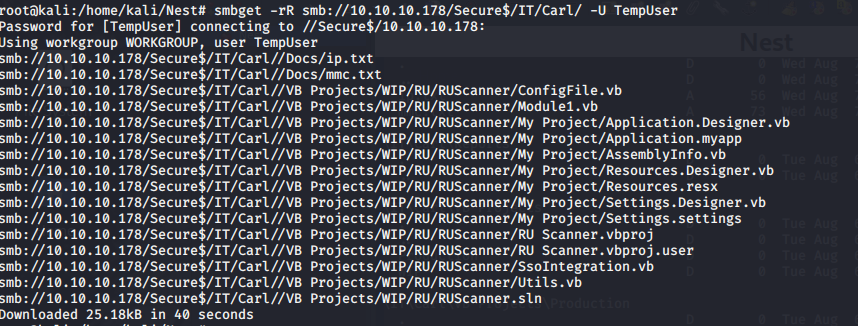 root@kali:/home/kali/Nest# smbget -rR smb://10.10.10.178/Secure$/IT/Carl/ -U TempUser
Password for [TempUser] connecting to //Secure$/10.10.10.178:
Using workgroup WORKGROUP, user TempUser
smb://10.10.10.178/Secure$/IT/Carl//Docs/ip.txt
smb://10.10.10.178/Secure$/IT/Carl//Docs/mmc.txt
smb://10.10.10.178/Secure$/IT/Carl//VB Projects/WIP/RU/RUScanner/ConfigFile.vb
smb://10.10.10.178/Secure$/IT/Carl//VB Projects/WIP/RU/RUScanner/Module1.vb
smb://10.10.10.178/Secure$/IT/Carl//VB Projects/WIP/RU/RUScanner/My Project/Application.Designer.vb
smb://10.10.10.178/Secure$/IT/Carl//VB Projects/WIP/RU/RUScanner/My Project/Application.myapp
smb://10.10.10.178/Secure$/IT/Carl//VB Projects/WIP/RU/RUScanner/My Project/AssemblyInfo.vb
smb://10.10.10.178/Secure$/IT/Carl//VB Projects/WIP/RU/RUScanner/My Project/Resources.Designer.vb
smb://10.10.10.178/Secure$/IT/Carl//VB Projects/WIP/RU/RUScanner/My Project/Resources.resx
smb://10.10.10.178/Secure$/IT/Carl//VB Projects/WIP/RU/RUScanner/My Project/Settings.Designer.vb
smb://10.10.10.178/Secure$/IT/Carl//VB Projects/WIP/RU/RUScanner/My Project/Settings.settings
smb://10.10.10.178/Secure$/IT/Carl//VB Projects/WIP/RU/RUScanner/RU Scanner.vbproj
smb://10.10.10.178/Secure$/IT/Carl//VB Projects/WIP/RU/RUScanner/RU Scanner.vbproj.user
smb://10.10.10.178/Secure$/IT/Carl//VB Projects/WIP/RU/RUScanner/SsoIntegration.vb
smb://10.10.10.178/Secure$/IT/Carl//VB Projects/WIP/RU/RUScanner/Utils.vb
smb://10.10.10.178/Secure$/IT/Carl//VB Projects/WIP/RU/RUScanner.sln
Downloaded 25.18kB in 40 seconds
Nest